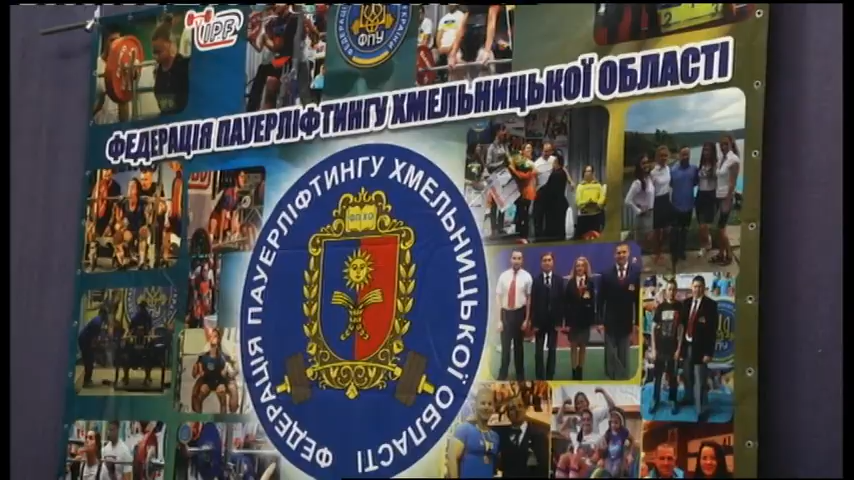 IPF
ФПУ
ФЕДЕРАЦІЯ ПАУЕРЛІФТИНГУ ХМЕЛЬНИЦЬКОЇ ОБЛАСТІ
ФЕДЕРАЦІЯ ПАУЕРЛІФТИНГУ ХМЕЛЬНИЦЬКОЇ ОБЛАСТІ